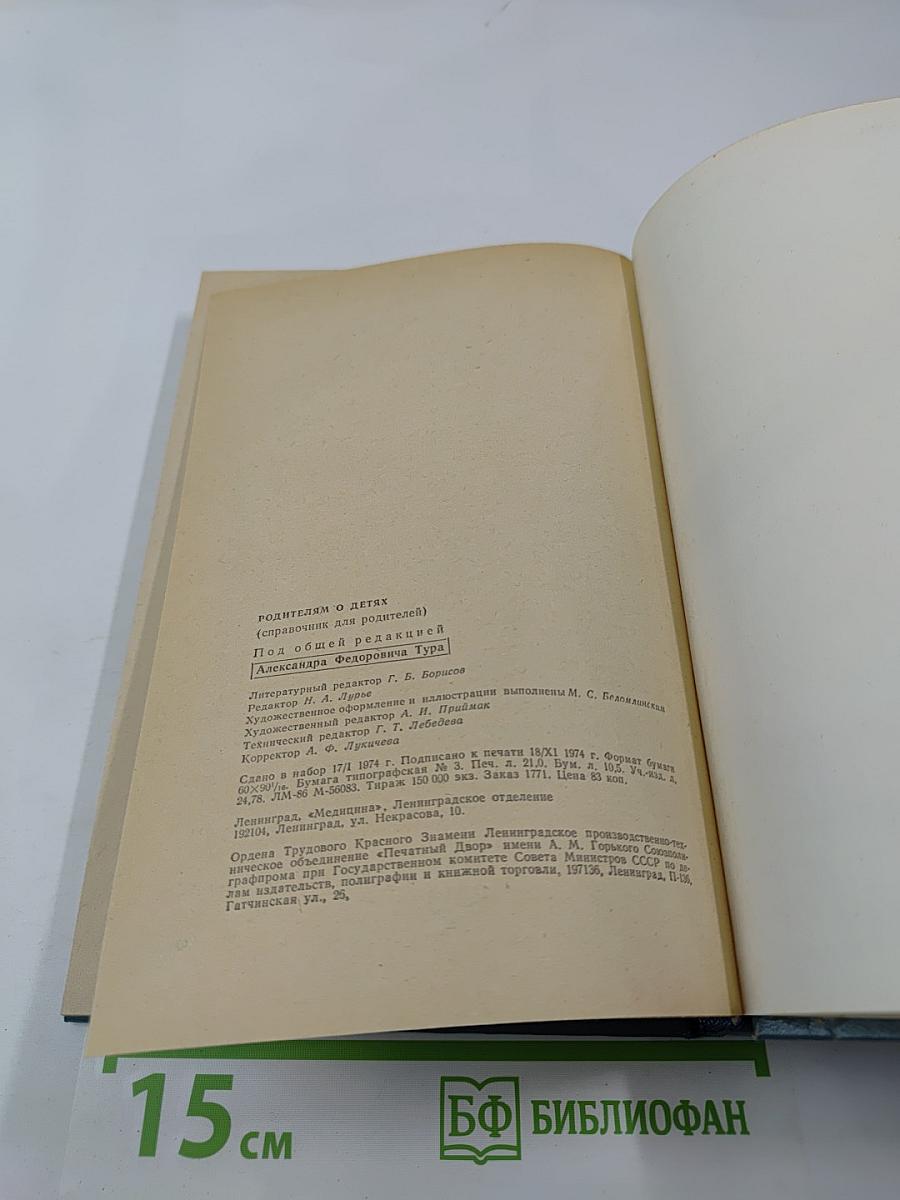 РОДИТЕЛЯМ О ДЕТЯХ
(справочник для родителей)
Под общей редакцией
Александра Федоровича Тура
Литературный редактор Г. Б. Борисов
Редактор Н. А. Лурье
Художественное оформление и иллюстрации выполнены М. С. Беломлинская
Художественный редактор А. И. Приймак
Технический редактор Г. Т. Лебедева
Корректор А. Ф. Лукичева
Сдано в набор 17/I 1974 г. Подписано к печати 18/XI 1974 г. Формат бумаги
60×90¹/₁₆. Бумага типографская № 3. Печ. л. 21,0. Бум. л. 10,5. Уч.-изд. л.
24,78. ЛМ-86 М-56083. Тираж 150 000 экз. Заказ 1771. Цена 83 коп.
Ленинград, «Медицина», Ленинградское отделение
192104, Ленинград, ул. Некрасова, 10.
Ордена Трудового Красного Знамени Ленинградское производственно-тех-
ническое объединение «Печатный Двор» имени А. М. Горького Союзполи-
графпрома при Государственном комитете Совета Министров СССР по де-
лам издательств, полиграфии и книжной торговли, 197136, Ленинград, П-136,
Гатчинская ул., 26,
15 см
БФ БИБЛИОФАН